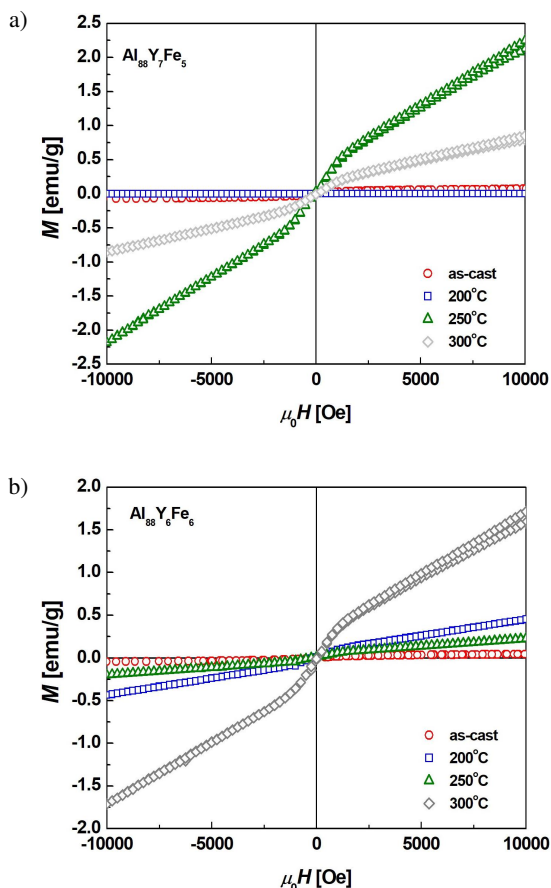 a)
Al₈₈Y₇Fe₅
M [emu/g]
2.5
2.0
1.5
1.0
0.5
0.0
-0.5
-1.0
-1.5
-2.0
-2.5
as-cast
200°C
250°C
300°C
-10000 -5000 0 5000 10000
μ₀H [Oe]
b)
Al₈₈Y₆Fe₆
M [emu/g]
2.0
1.5
1.0
0.5
0.0
-0.5
-1.0
-1.5
-2.0
as-cast
200°C
250°C
300°C
-10000 -5000 0 5000 10000
μ₀H [Oe]